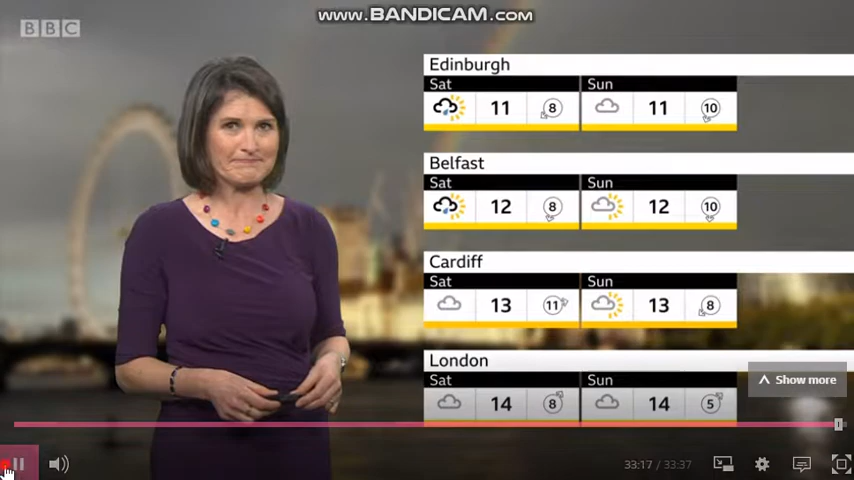 www.BANDICAM.com
BBC
Edinburgh
Sat Sun
11 8 11 10
Belfast
Sat Sun
12 8 12 10
Cardiff
Sat Sun
13 11 13 8
London
Sat Sun
14 8 14 5
Show more
33:17 / 33:37